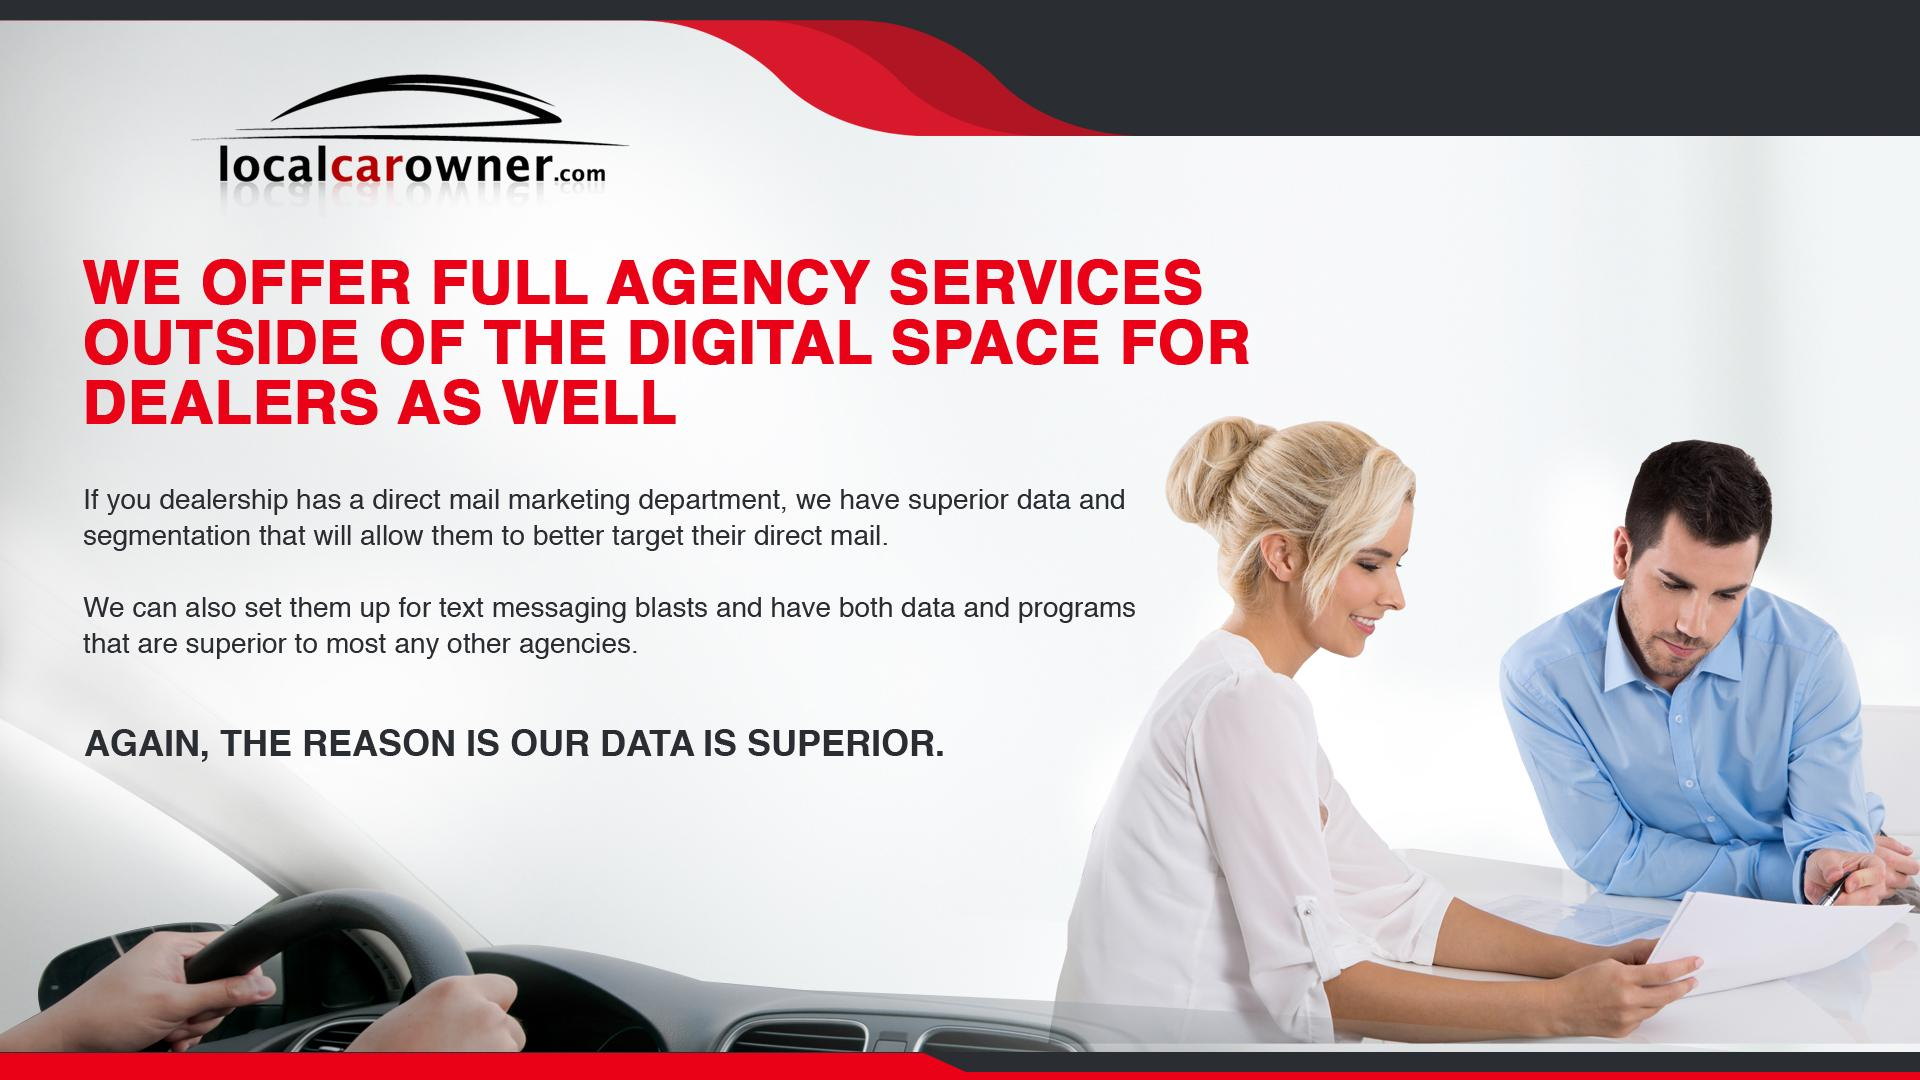 localcarowner.com
WE OFFER FULL AGENCY SERVICES
OUTSIDE OF THE DIGITAL SPACE FOR
DEALERS AS WELL
If you dealership has a direct mail marketing department, we have superior data and
segmentation that will allow them to better target their direct mail.
We can also set them up for text messaging blasts and have both data and programs
that are superior to most any other agencies.
AGAIN, THE REASON IS OUR DATA IS SUPERIOR.